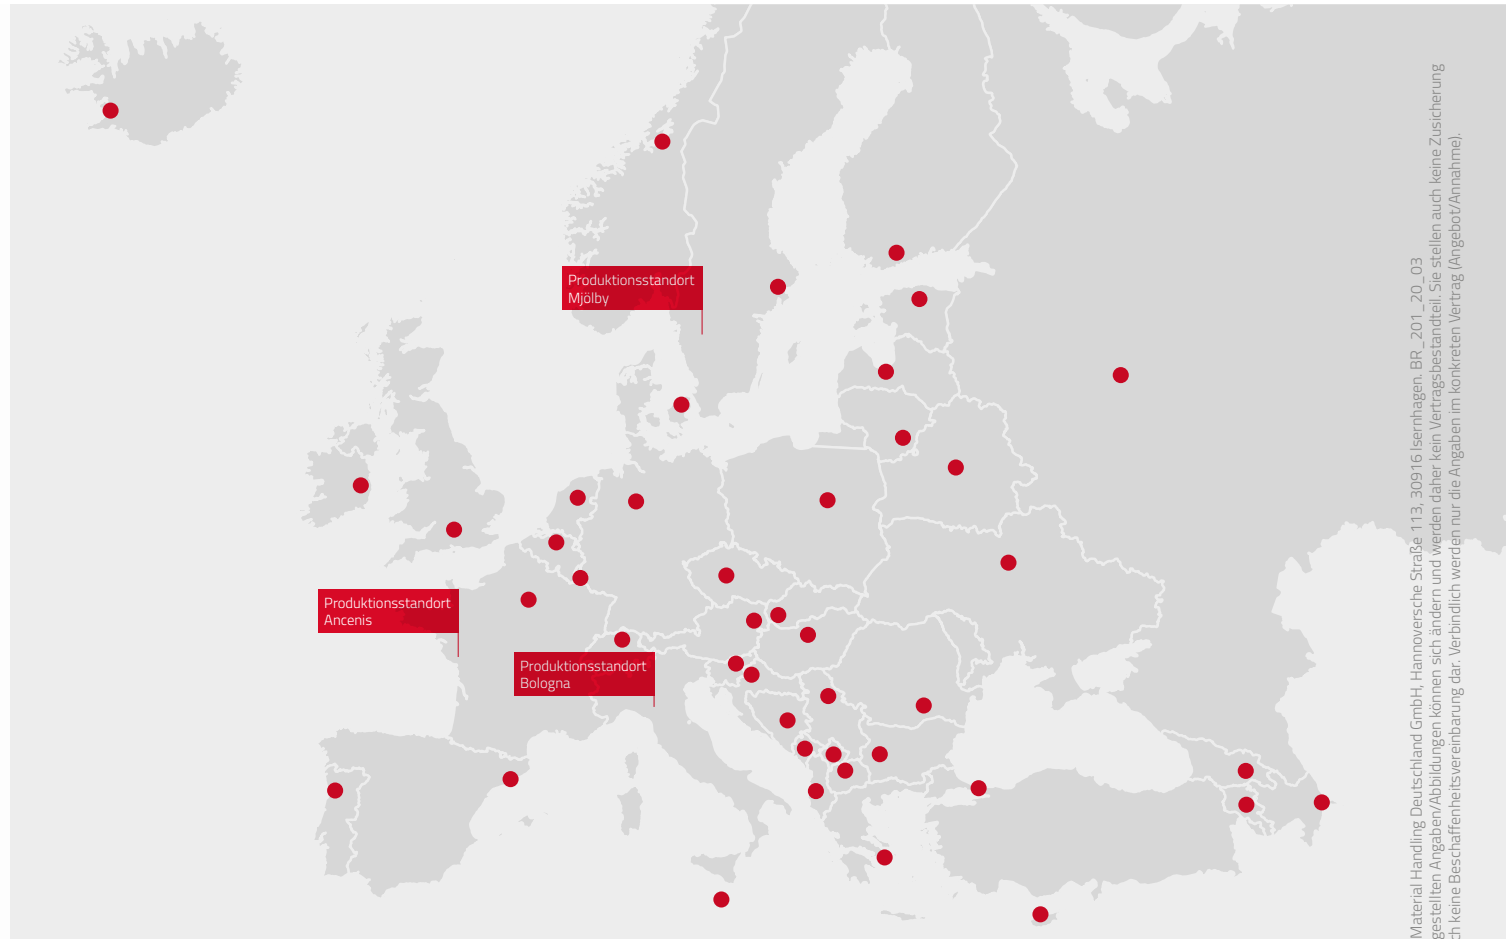 Produktionsstandort
Mjölby
Produktionsstandort
Ancenis
Produktionsstandort
Bologna
Material Handling Deutschland GmbH, Hannoversche Straße 113, 30916 Isernhagen. BR_201_20_03
gestellten Angaben/Abbildungen können sich ändern und werden daher kein Vertragsbestandteil. Sie stellen auch keine Zusicherung
ch keine Beschaffenheitsvereinbarung dar. Verbindlich werden nur die Angaben im konkreten Vertrag (Angebot/Annahme).